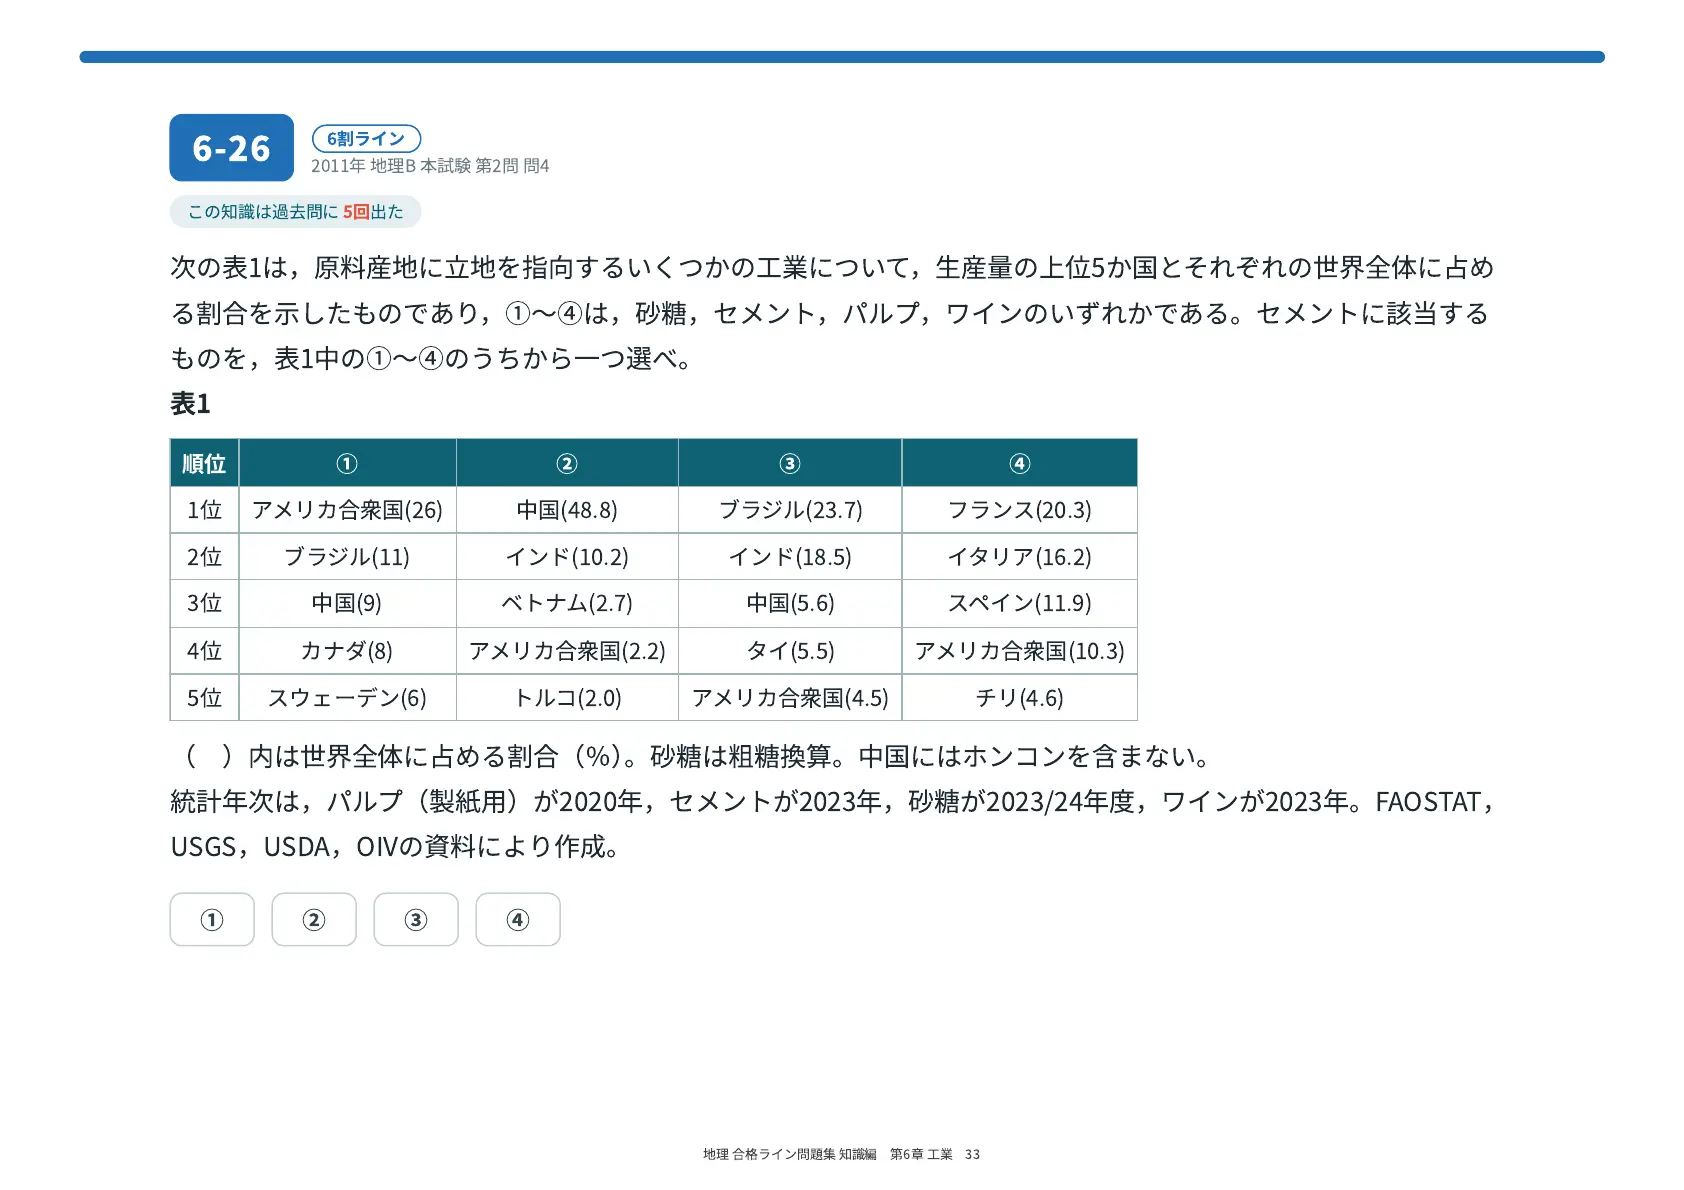 6-26
6割ライン
2011年 地理B 本試験 第2問 問4
この知識は過去問に 5回出た
次の表1は，原料産地に立地を指向するいくつかの工業について，生産量の上位5か国とそれぞれの世界全体に占め
る割合を示したものであり，①～④は，砂糖，セメント，パルプ，ワインのいずれかである。セメントに該当する
ものを，表1中の①～④のうちから一つ選べ。
表1
順位 ① ② ③ ④
1位 アメリカ合衆国(26) 中国(48.8) ブラジル(23.7) フランス(20.3)
2位 ブラジル(11) インド(10.2) インド(18.5) イタリア(16.2)
3位 中国(9) ベトナム(2.7) 中国(5.6) スペイン(11.9)
4位 カナダ(8) アメリカ合衆国(2.2) タイ(5.5) アメリカ合衆国(10.3)
5位 スウェーデン(6) トルコ(2.0) アメリカ合衆国(4.5) チリ(4.6)
（　）内は世界全体に占める割合（%）。砂糖は粗糖換算。中国にはホンコンを含まない。
統計年次は，パルプ（製紙用）が2020年，セメントが2023年，砂糖が2023/24年度，ワインが2023年。FAOSTAT，
USGS，USDA，OIVの資料により作成。
① ② ③ ④
地理 合格ライン問題集 知識編　第6章 工業　33